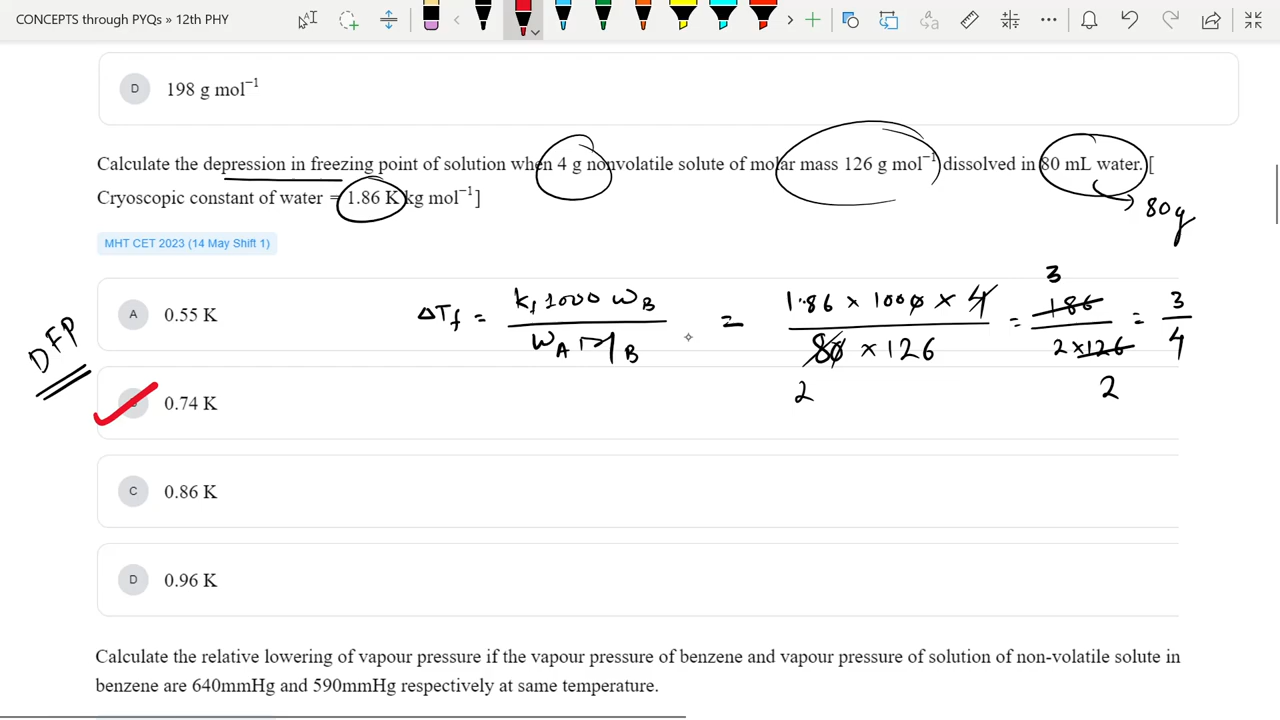 CONCEPTS through PYQs » 12th PHY
D 198 g mol⁻¹
Calculate the depression in freezing point of solution when 4 g nonvolatile solute of molar mass 126 g mol⁻¹ dissolved in 80 mL water. [
Cryoscopic constant of water = 1.86 K kg mol⁻¹]
80g
MHT CET 2023 (14 May Shift 1)
A 0.55 K
ΔTf = kf 1000 WB / WA MB = 1.86 × 1000 × 4 / 80 × 126 = 186 / 2 × 126 = 3 / 4
3
2
2
DFP
0.74 K
C 0.86 K
D 0.96 K
Calculate the relative lowering of vapour pressure if the vapour pressure of benzene and vapour pressure of solution of non-volatile solute in
benzene are 640mmHg and 590mmHg respectively at same temperature.